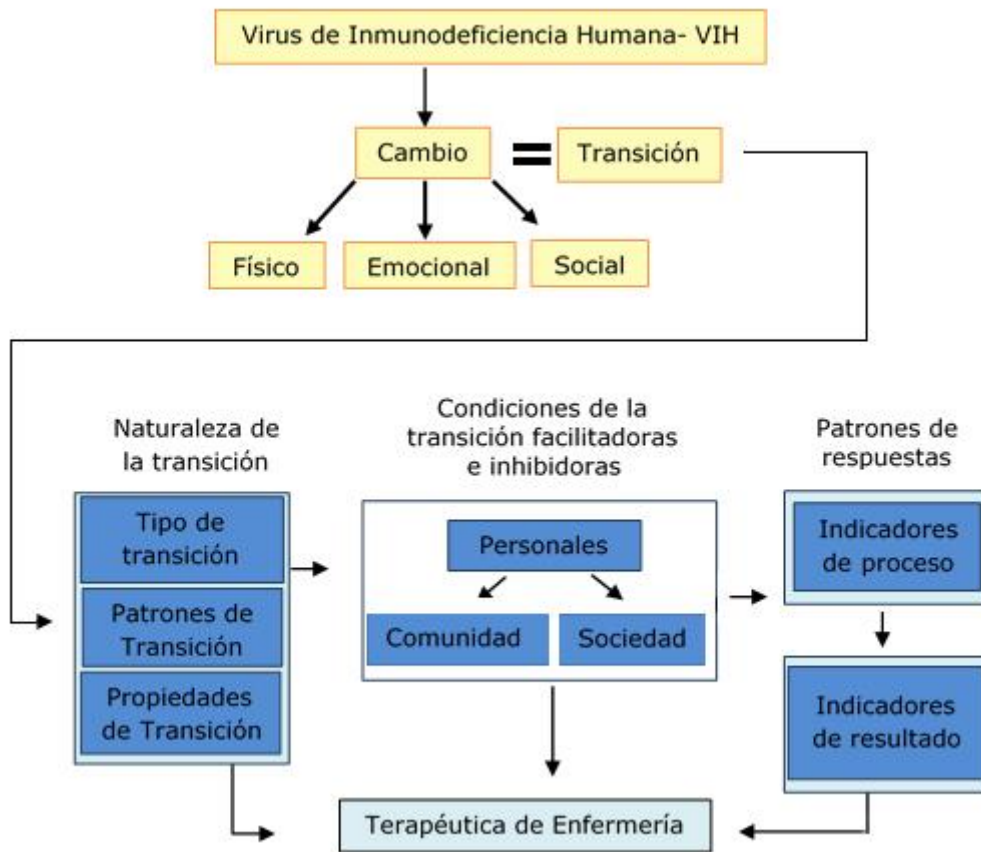 Virus de Inmunodeficiencia Humana- VIH
Cambio
=
Transición
Físico
Emocional
Social
Naturaleza de
la transición
Condiciones de la
transición facilitadoras
e inhibidoras
Patrones de
respuestas
Tipo de
transición
Patrones de
Transición
Propiedades
de Transición
Personales
Comunidad
Sociedad
Indicadores
de proceso
Indicadores
de resultado
Terapéutica de Enfermería